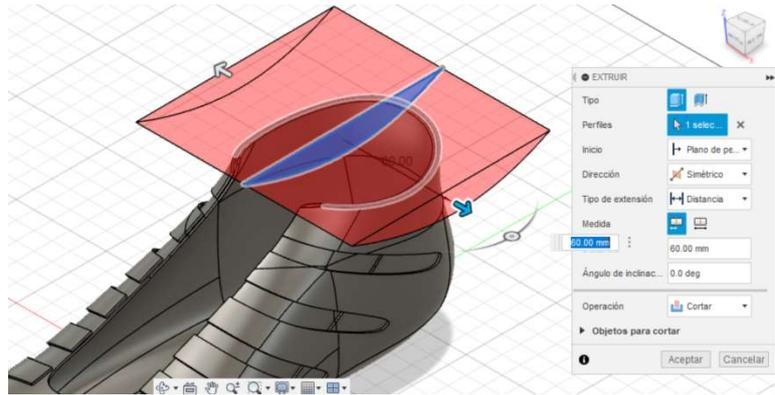 EXTRUIR
Tipo
Perfiles 1 selec...
Inicio Plano de pe...
Dirección Simétrico
Tipo de extensión Distancia
Medida
60.00 mm 60.00 mm
Ángulo de inclinac... 0.0 deg
Operación Cortar
Objetos para cortar
Aceptar Cancelar
60.00
Z
X